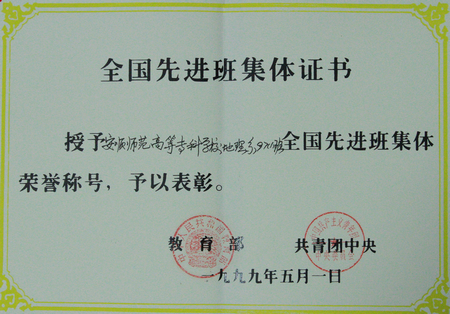 全国先进班集体证书
授予安顺师范高等专科学校地理系9701班全国先进班集体
荣誉称号，予以表彰。
教育部 共青团中央
一九九九年五月一日